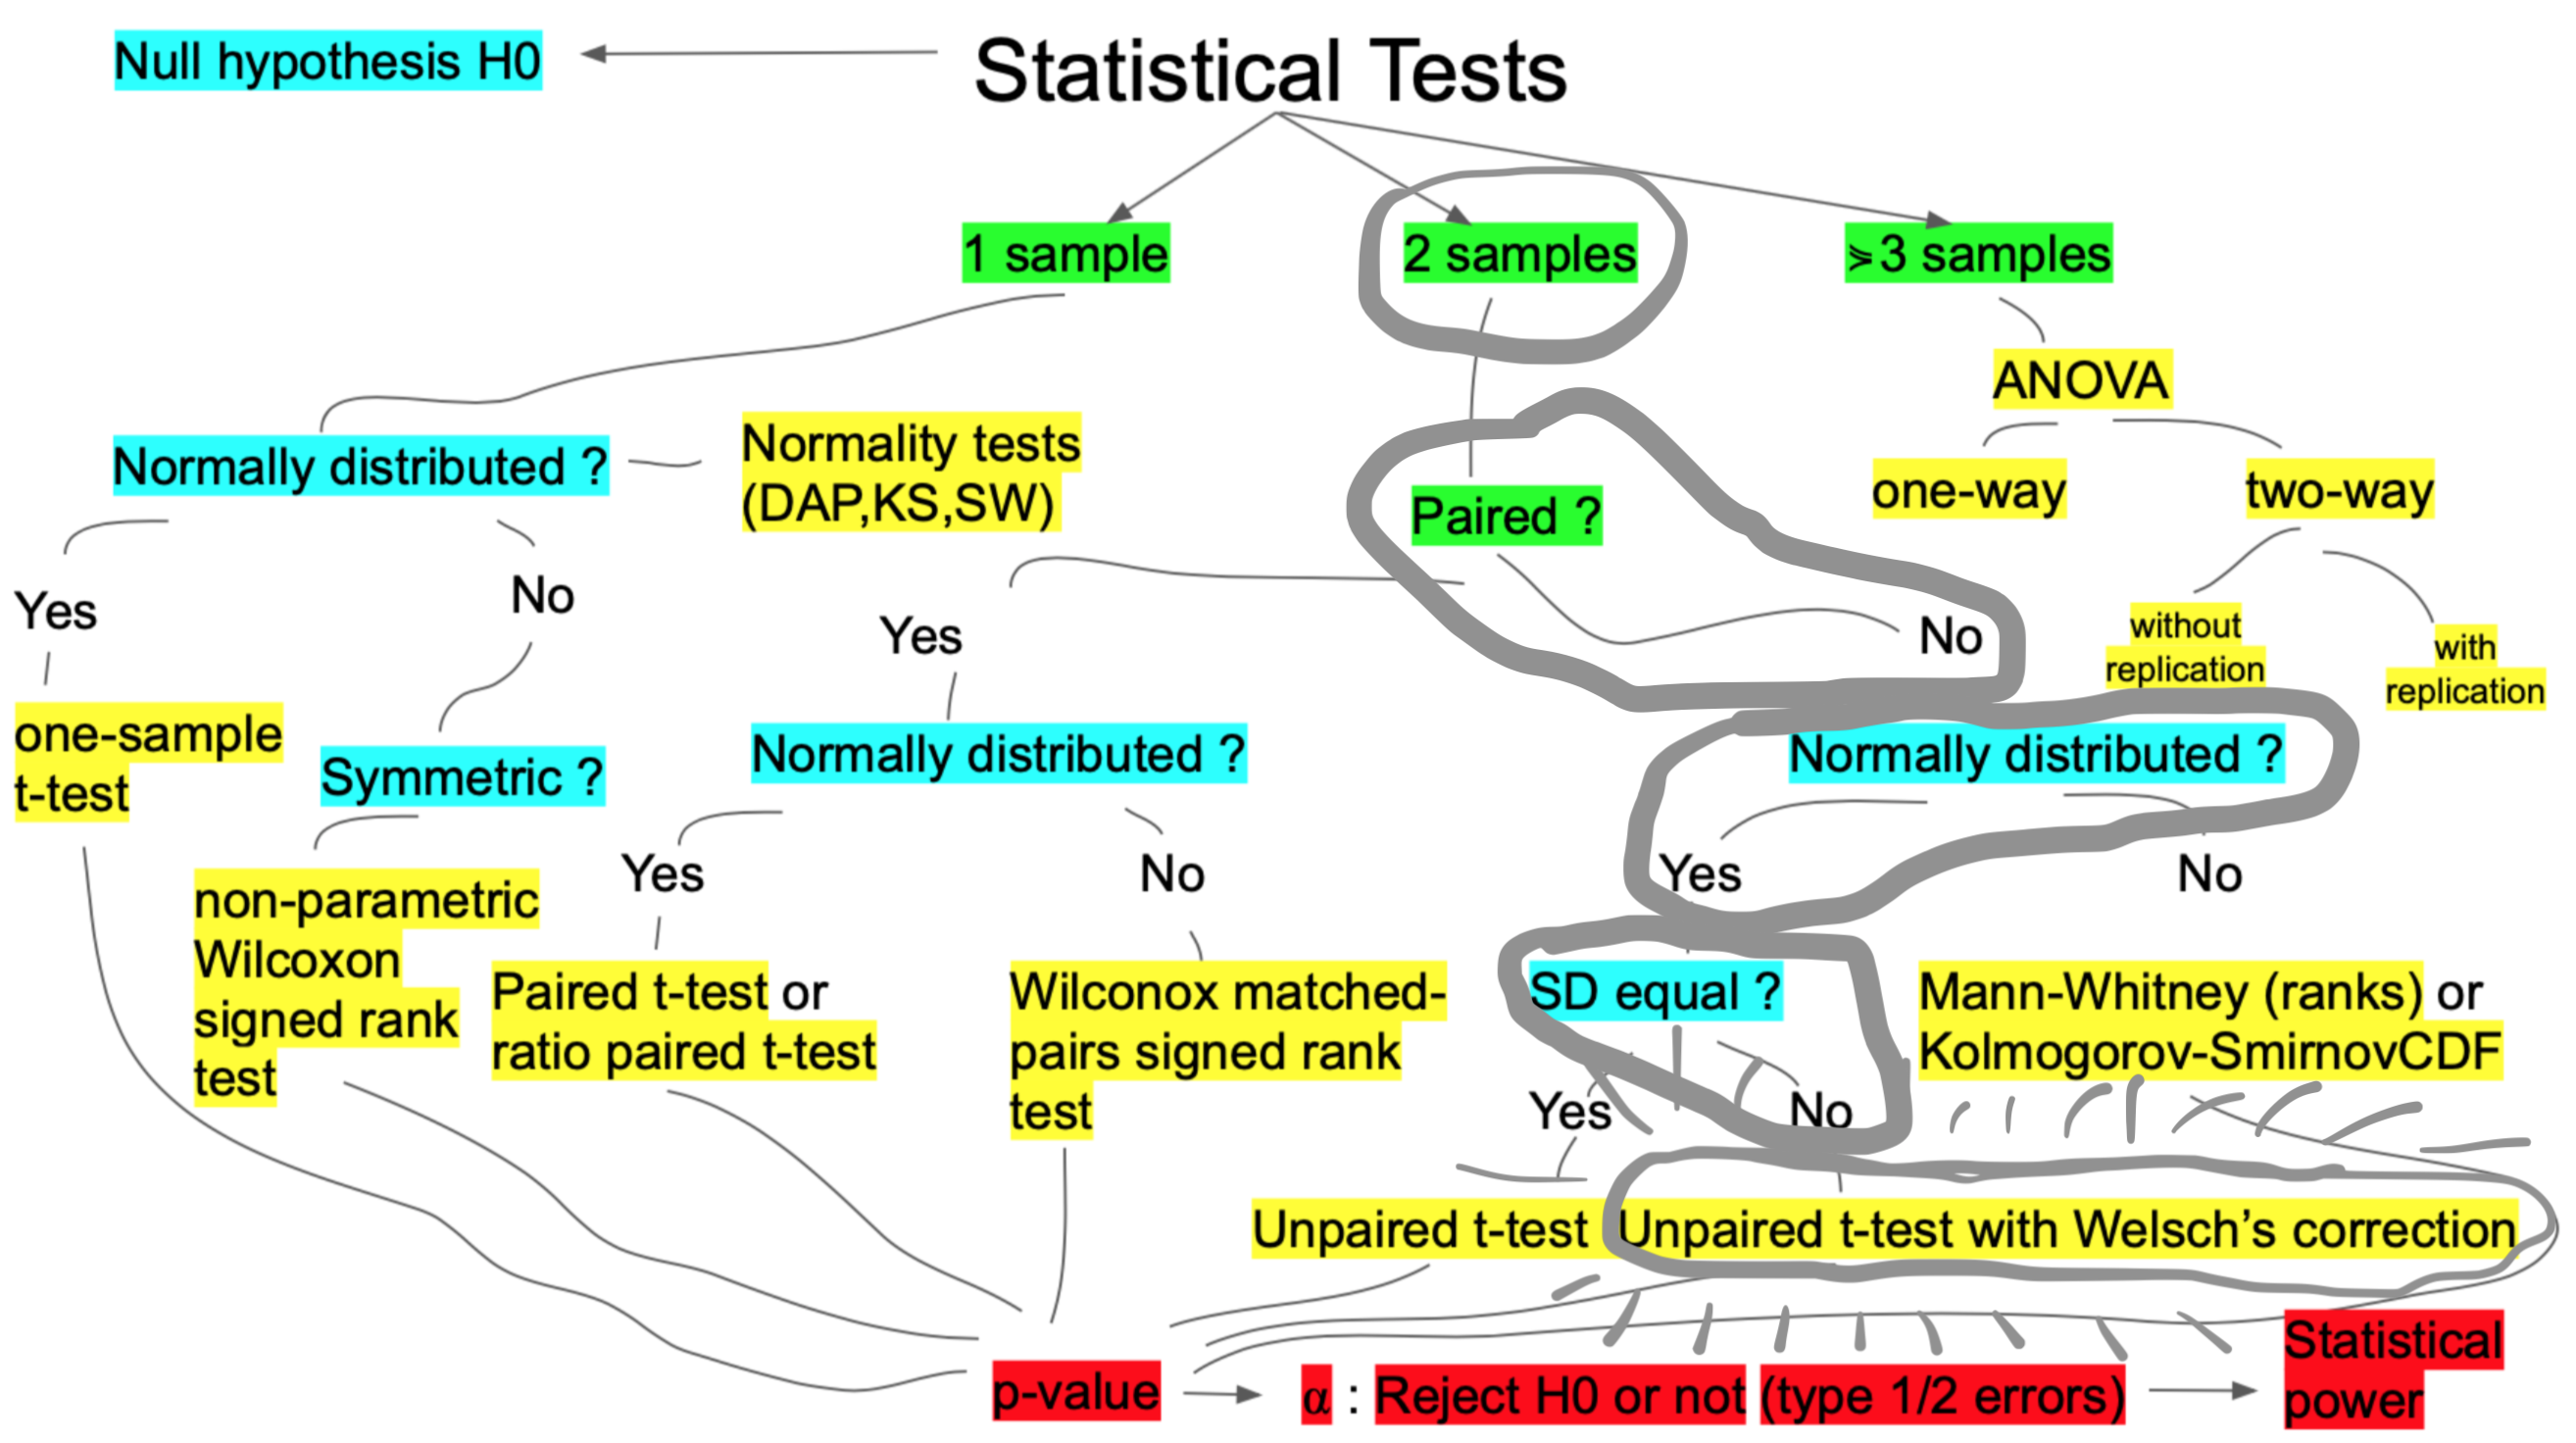 Null hypothesis H0
Statistical Tests
1 sample
2 samples
⩾3 samples
ANOVA
one-way
two-way
without
replication
with
replication
Normally distributed ?
Normality tests
(DAP,KS,SW)
Paired ?
Yes
No
Yes
No
one-sample
t-test
Symmetric ?
Normally distributed ?
Normally distributed ?
non-parametric
Wilcoxon
signed rank
test
Yes
No
Yes
No
Paired t-test or
ratio paired t-test
Wilconox matched-
pairs signed rank
test
SD equal ?
Mann-Whitney (ranks) or
Kolmogorov-SmirnovCDF
Yes
No
Unpaired t-test
Unpaired t-test with Welsch’s correction
p-value
α : Reject H0 or not (type 1/2 errors)
Statistical
power